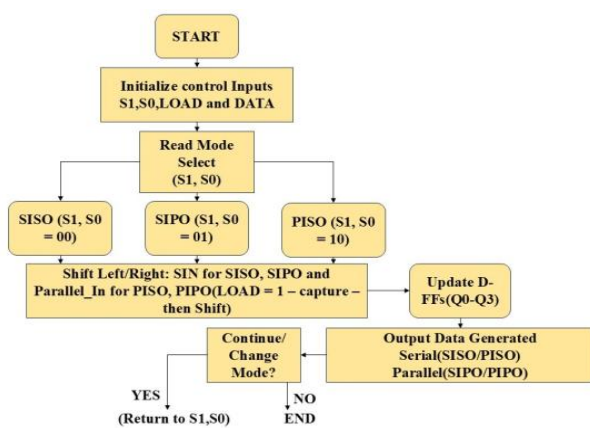 START
Initialize control Inputs
S1,S0,LOAD and DATA
Read Mode
Select
(S1, S0)
SISO (S1, S0
= 00)
SIPO (S1, S0
= 01)
PISO (S1, S0
= 10)
Shift Left/Right: SIN for SISO, SIPO and
Parallel_In for PISO, PIPO(LOAD = 1 – capture –
then Shift)
Update D-
FFs(Q0-Q3)
Output Data Generated
Serial(SISO/PISO)
Parallel(SIPO/PIPO)
Continue/
Change
Mode?
YES
(Return to S1,S0)
NO
END